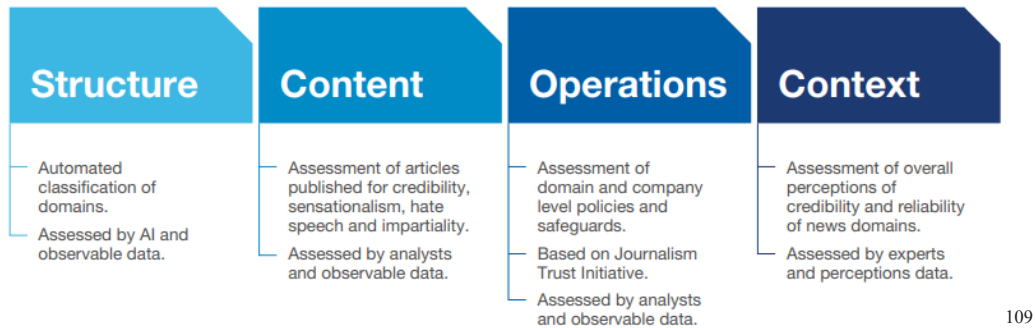 Structure
Automated
classification of
domains.
Assessed by AI and
observable data.
Content
Assessment of articles
published for credibility,
sensationalism, hate
speech and impartiality.
Assessed by analysts
and observable data.
Operations
Assessment of
domain and company
level policies and
safeguards.
Based on Journalism
Trust Initiative.
Assessed by analysts
and observable data.
Context
Assessment of overall
perceptions of
credibility and reliability
of news domains.
Assessed by experts
and perceptions data.
109